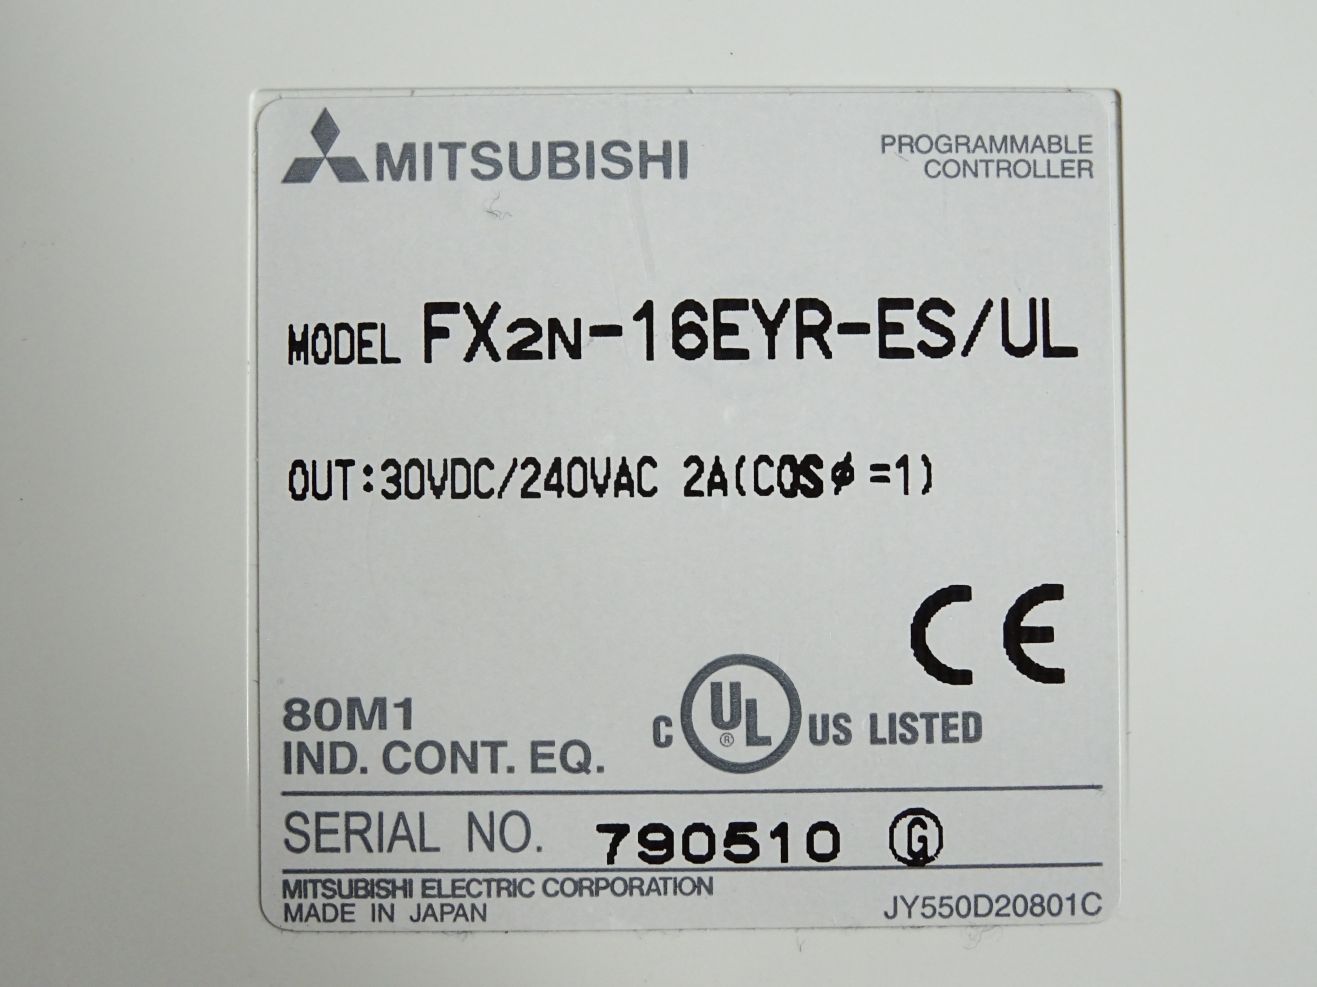 MITSUBISHI
PROGRAMMABLE
CONTROLLER
MODEL FX2N-16EYR-ES/UL
OUT:30VDC/240VAC 2A(COSφ=1)
CE
80M1
IND. CONT. EQ.
C UL ® US LISTED
SERIAL NO. 790510 Ⓖ
MITSUBISHI ELECTRIC CORPORATION
MADE IN JAPAN
JY550D20801C